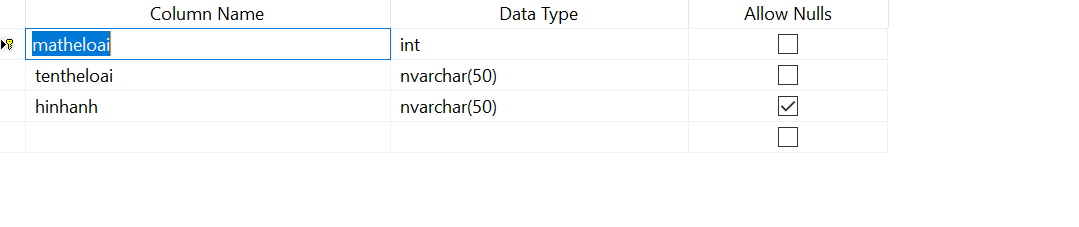 Column Name Data Type Allow Nulls
matheloai int
tentheloai nvarchar(50)
hinhanh nvarchar(50)